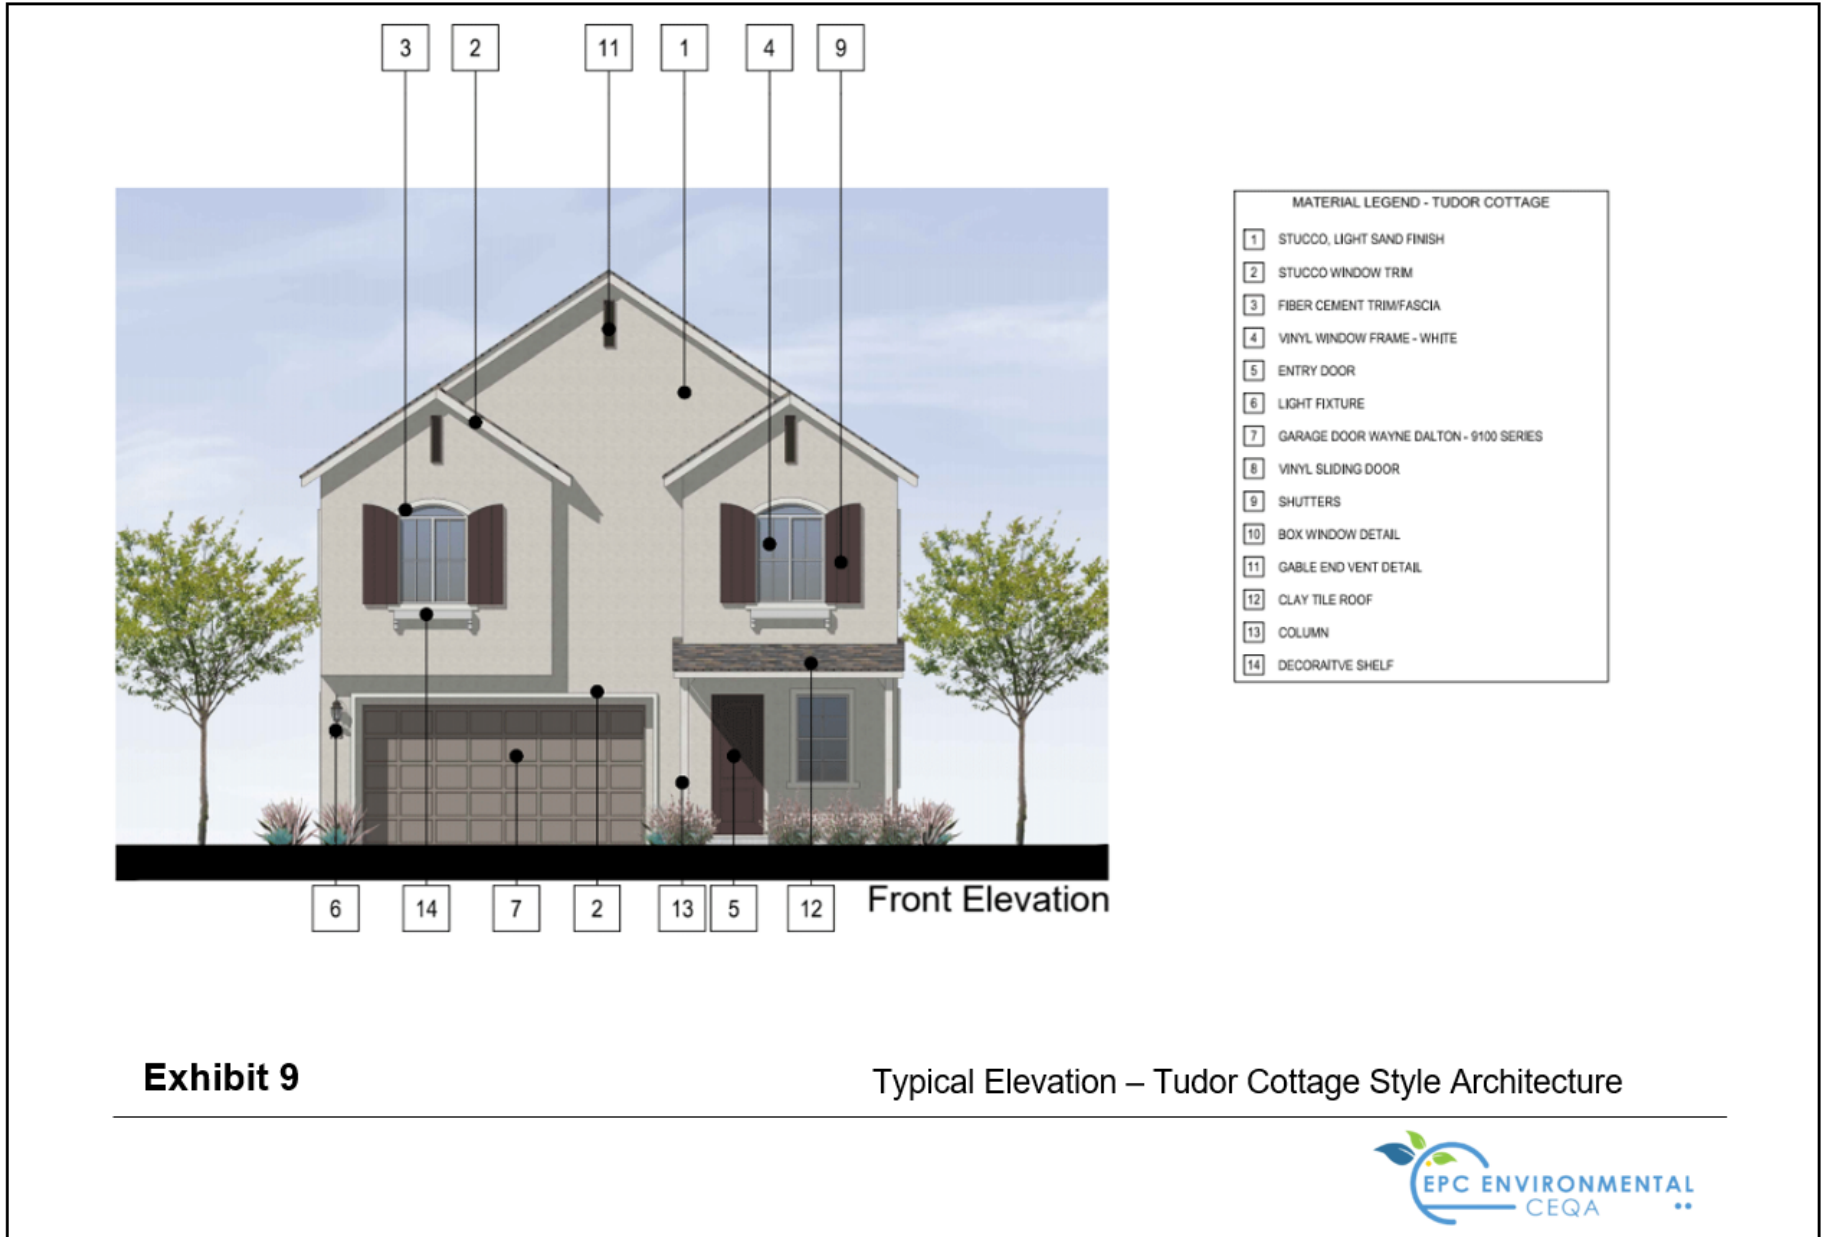 3 2 11 1 4 9
MATERIAL LEGEND - TUDOR COTTAGE
1 STUCCO, LIGHT SAND FINISH
2 STUCCO WINDOW TRIM
3 FIBER CEMENT TRIM/FASCIA
4 VINYL WINDOW FRAME - WHITE
5 ENTRY DOOR
6 LIGHT FIXTURE
7 GARAGE DOOR WAYNE DALTON - 9100 SERIES
8 VINYL SLIDING DOOR
9 SHUTTERS
10 BOX WINDOW DETAIL
11 GABLE END VENT DETAIL
12 CLAY TILE ROOF
13 COLUMN
14 DECORAITVE SHELF
6 14 7 2 13 5 12
Front Elevation
Exhibit 9
Typical Elevation – Tudor Cottage Style Architecture
EPC ENVIRONMENTAL
CEQA